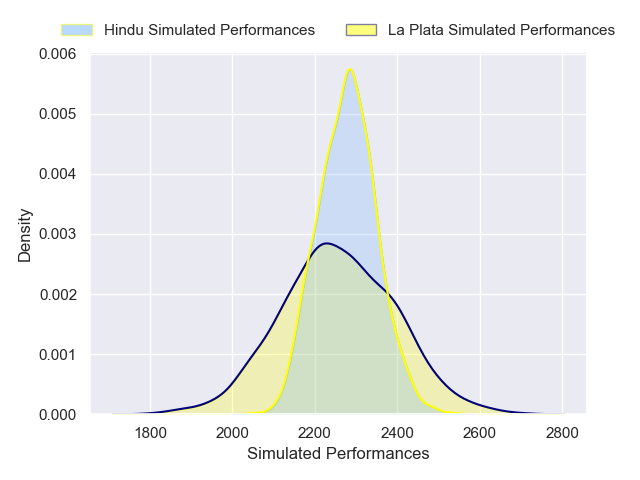 Hindu Simulated Performances
La Plata Simulated Performances
0.006
0.005
0.004
0.003
0.002
0.001
0.000
Density
1800 2000 2200 2400 2600 2800
Simulated Performances